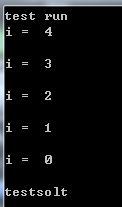 test run
i =  4
i =  3
i =  2
i =  1
i =  0
testsolt